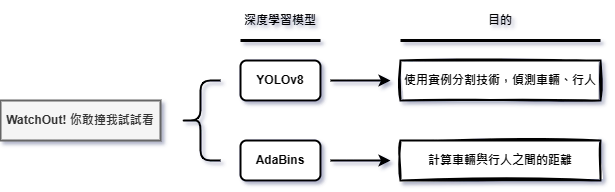 深度學習模型
目的
YOLOv8
使用實例分割技術，偵測車輛、行人
WatchOut! 你敢撞我試試看
AdaBins
計算車輛與行人之間的距離